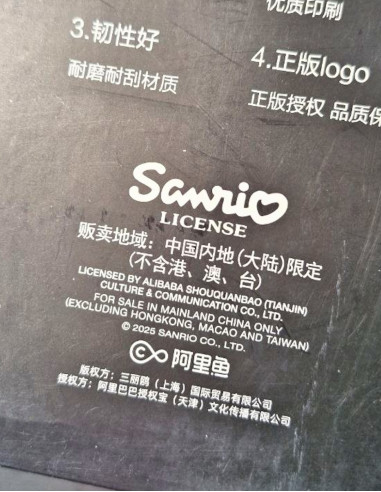 优质印刷
3.韧性好
耐磨耐刮材质
4.正版logo
正版授权 品质保
Sanrio
LICENSE
贩卖地域：中国内地(大陆)限定
(不含港、澳、台)
LICENSED BY ALIBABA SHOUQUANBAO (TIANJIN)
CULTURE & COMMUNICATION CO., LTD.
FOR SALE IN MAINLAND CHINA ONLY
(EXCLUDING HONGKONG, MACAO AND TAIWAN)
© 2025 SANRIO CO., LTD.
阿里鱼
版权方：三丽鸥（上海）国际贸易有限公司
授权方：阿里巴巴授权宝（天津）文化传播有限公司